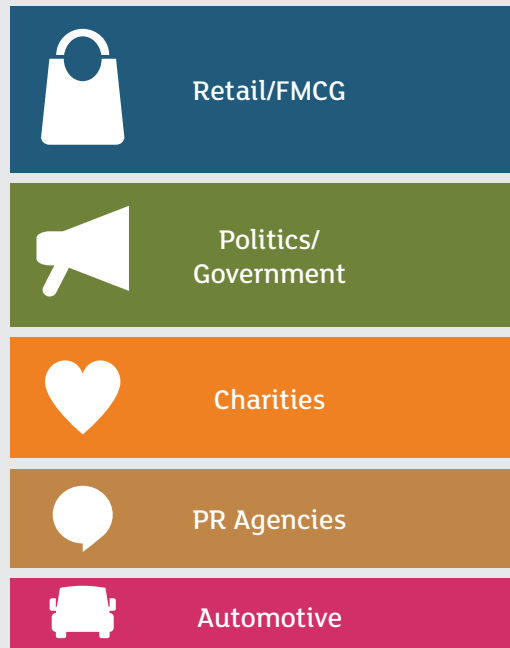 Retail/FMCG
Politics/
Government
Charities
PR Agencies
Automotive